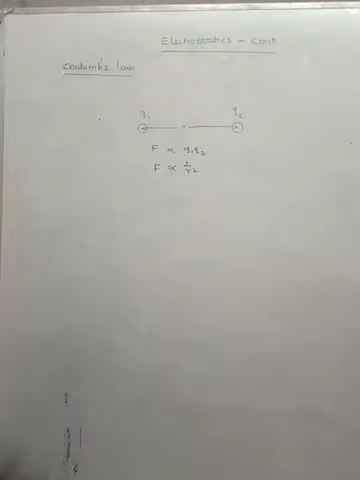 Electrostatics - Cont
Coulomb's law
q₁ q₂
r
F ∝ q₁q₂
F ∝ 1/r²